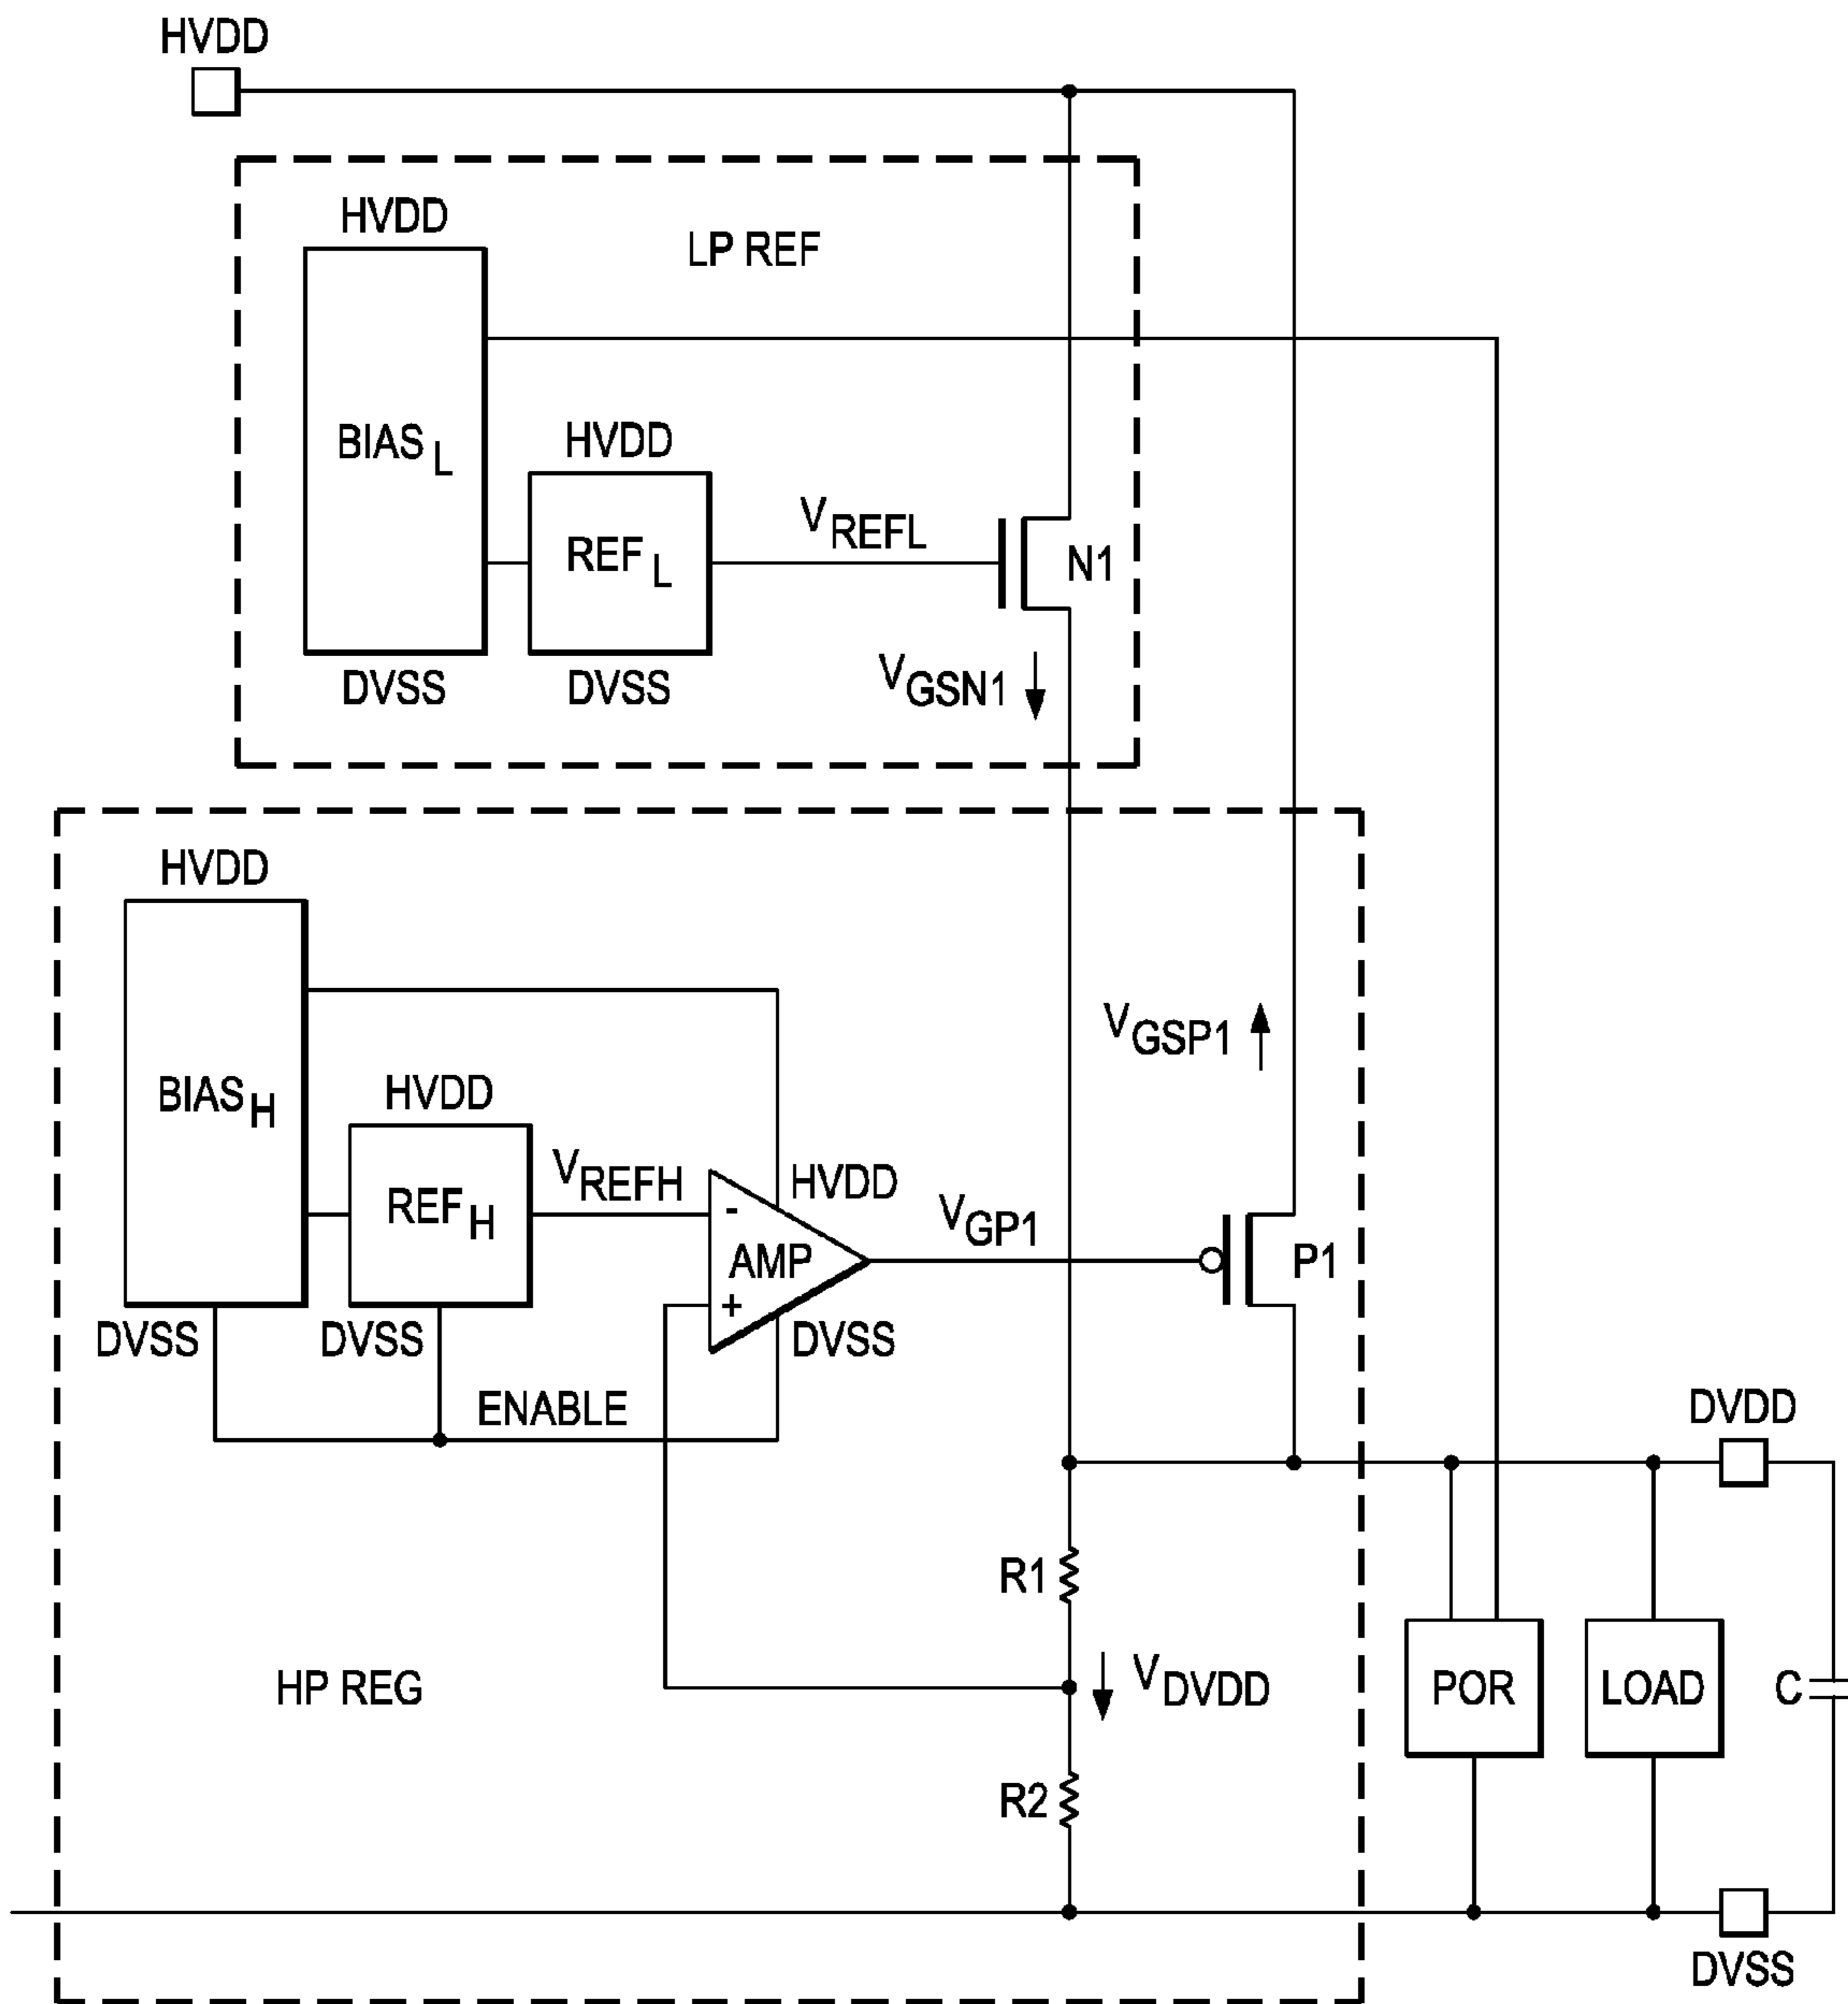 HVDD
HVDD
LP REF
BIAS L
HVDD
REF L
V REFL
N1
DVSS
DVSS
V GSN1
HVDD
BIAS H
HVDD
REF H
V REFH
-
AMP
+
HVDD
DVSS
V GP1
V GSP1
P1
DVSS
DVSS
ENABLE
DVDD
R1
HP REG
V DVDD
POR
LOAD
C
R2
DVSS